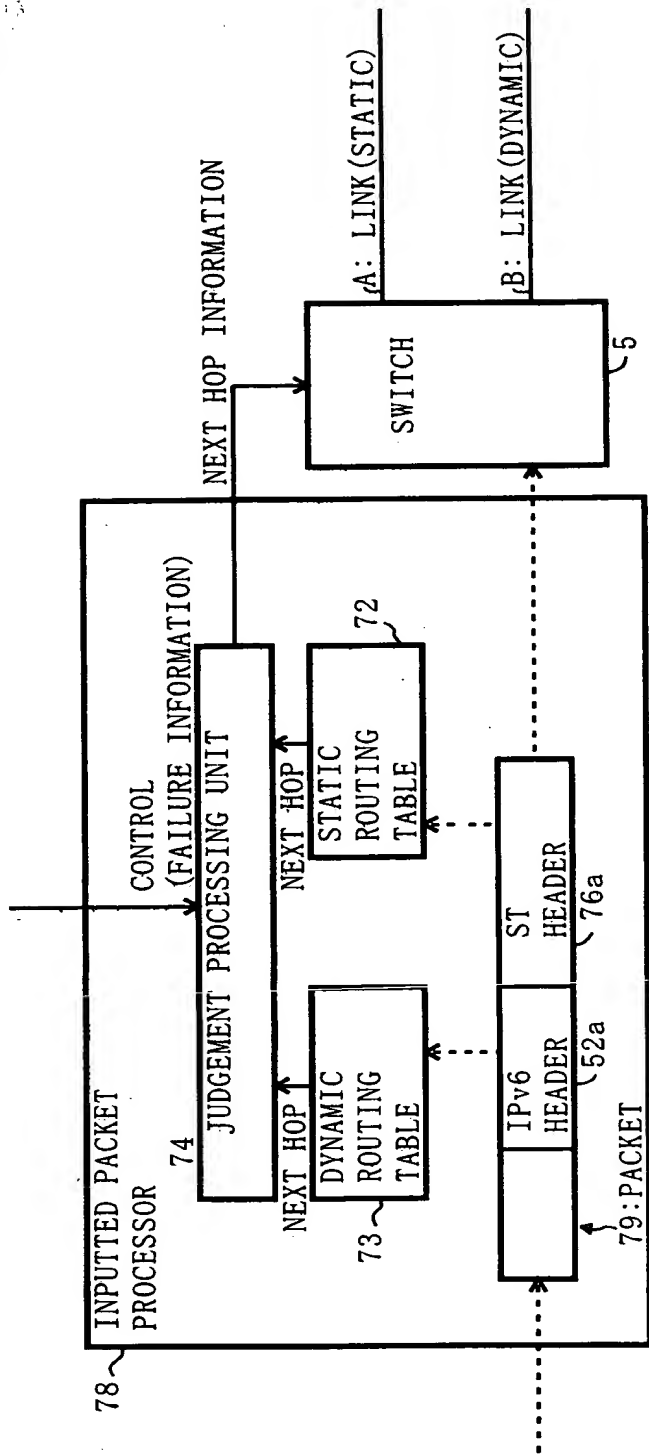 78
INPUTTED PACKET
PROCESSOR
CONTROL
(FAILURE INFORMATION)
74
JUDGEMENT PROCESSING UNIT
NEXT HOP INFORMATION
NEXT HOP
NEXT HOP
73
DYNAMIC
ROUTING
TABLE
72
STATIC
ROUTING
TABLE
IPv6
HEADER
52a
ST
HEADER
76a
79:PACKET
SWITCH
5
A: LINK(STATIC)
B: LINK(DYNAMIC)